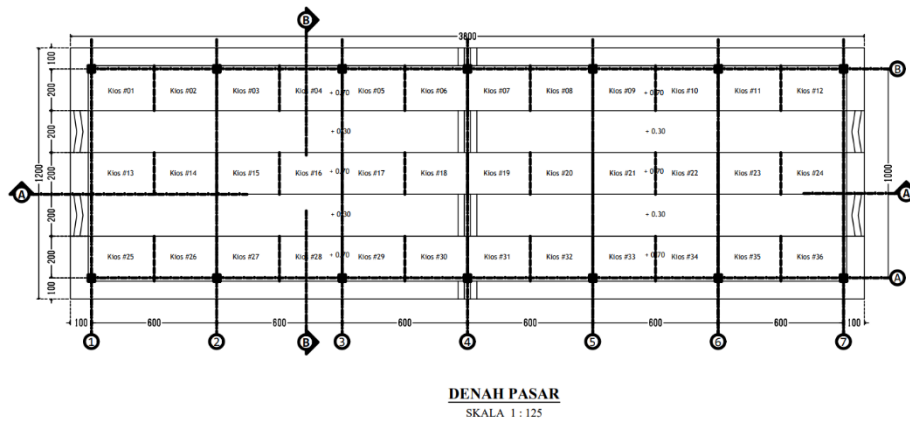 B
3800
100
B
Kios #01 Kios #02 Kios #03 Kios #04 + 0.70 Kios #05 Kios #06 Kios #07 Kios #08 Kios #09 + 0.70 Kios #10 Kios #11 Kios #12
200
200
+ 0.30 + 0.30
1200 200 1000
Kios #13 Kios #14 Kios #15 Kios #16 + 0.70 Kios #17 Kios #18 Kios #19 Kios #20 Kios #21 + 0.70 Kios #22 Kios #23 Kios #24
A A
200
+ 0.30 + 0.30
200
Kios #25 Kios #26 Kios #27 Kios #28 + 0.70 Kios #29 Kios #30 Kios #31 Kios #32 Kios #33 + 0.70 Kios #34 Kios #35 Kios #36
A
100
100 600 600 600 600 600 600 100
1 2 B 3 4 5 6 7
DENAH PASAR
SKALA 1 : 125